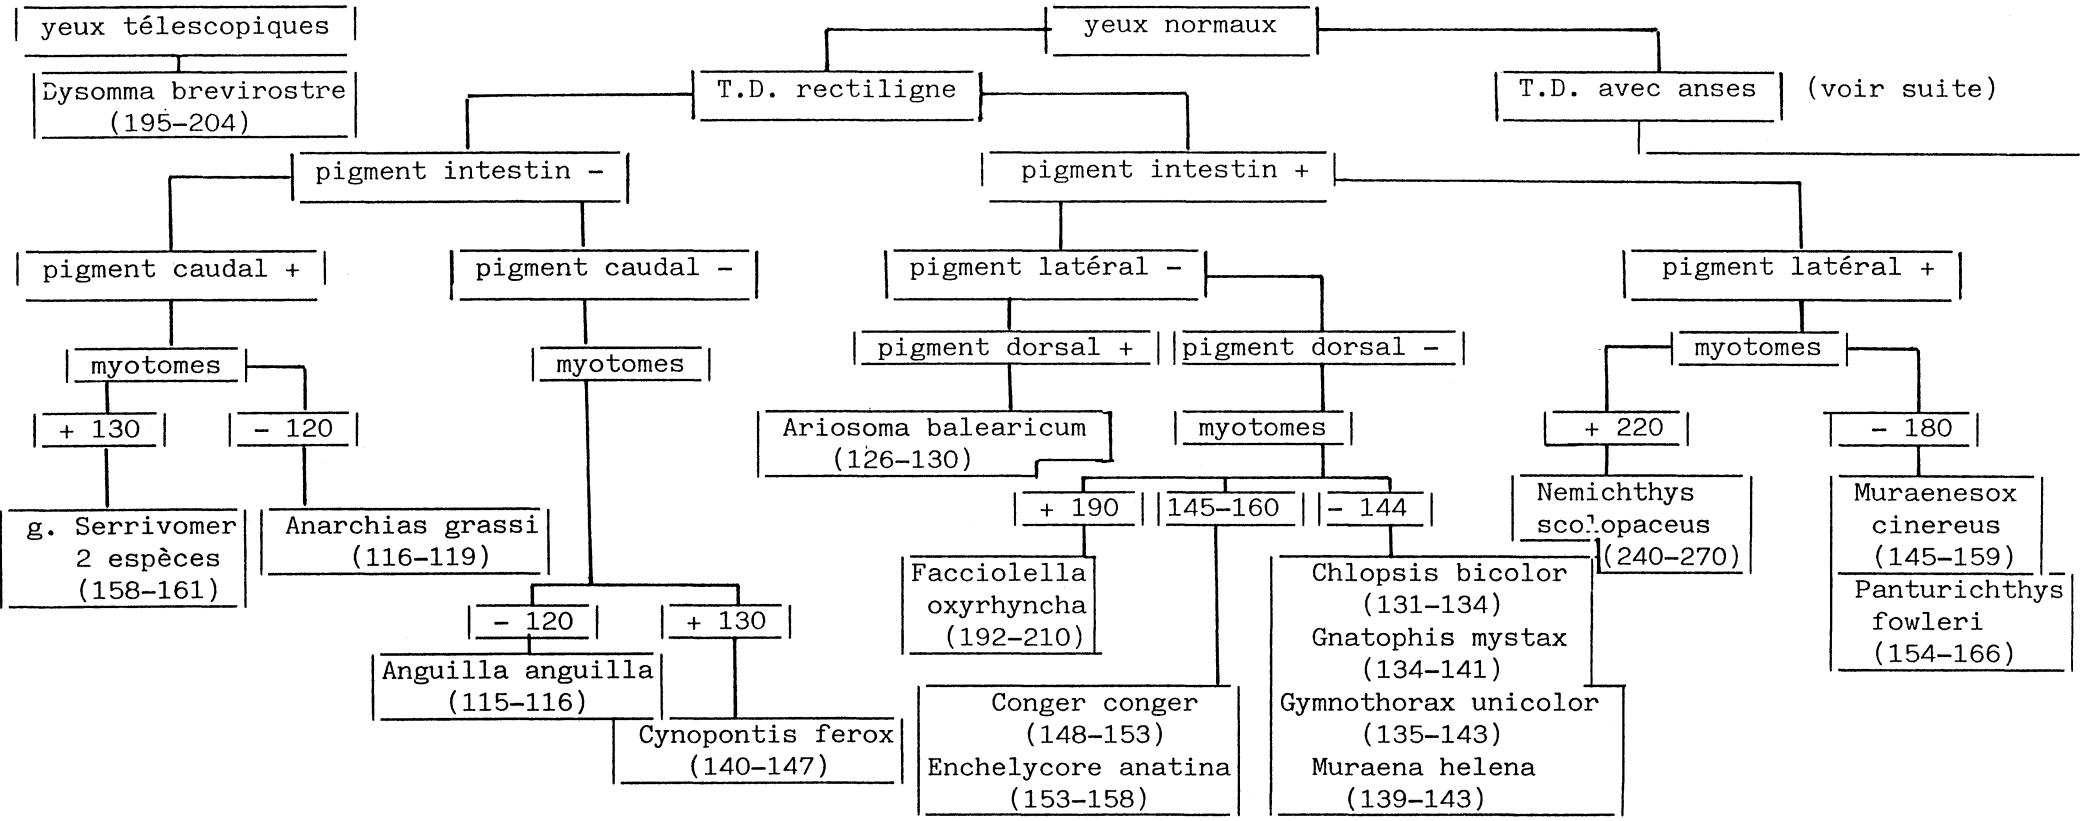 yeux télescopiques
yeux normaux
Dysomma brevirostre
(195-204)
T.D. rectiligne
T.D. avec anses
(voir suite)
pigment intestin -
pigment intestin +
pigment caudal +
pigment caudal -
pigment latéral -
pigment latéral +
pigment dorsal +
pigment dorsal -
myotomes
myotomes
myotomes
+ 130
- 120
Ariosoma balearicum
(126-130)
myotomes
+ 220
- 180
+ 190
145-160
- 144
Nemichthys
scolopaceus
(240-270)
Muraenesox
cinereus
(145-159)
Panturichthys
fowleri
(154-166)
g. Serrivomer
2 espèces
(158-161)
Anarchias grassi
(116-119)
Facciolella
oxyrhyncha
(192-210)
Chlopsis bicolor
(131-134)
Gnatophis mystax
(134-141)
Gymnothorax unicolor
(135-143)
Muraena helena
(139-143)
- 120
+ 130
Anguilla anguilla
(115-116)
Cynopontis ferox
(140-147)
Conger conger
(148-153)
Enchelycore anatina
(153-158)